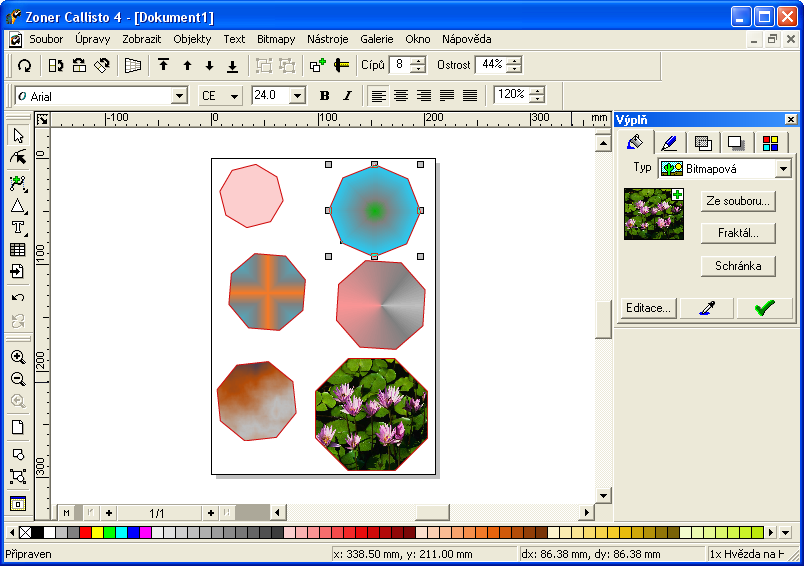 Zoner Callisto 4 - [Dokument1]
Soubor Úpravy Zobrazit Objekty Text Bitmapy Nástroje Galerie Okno Nápověda
Cípů 8 Ostrost 44%
O Arial CE 24.0 B I 120%
-100 0 100 200 300 mm
Výplň
0
Typ Bitmapová
Ze souboru...
Fraktál...
100
Schránka
Editace...
200
300
1/1
Připraven x: 338.50 mm, y: 211.00 mm dx: 86.38 mm, dy: 86.38 mm 1x Hvězda na H